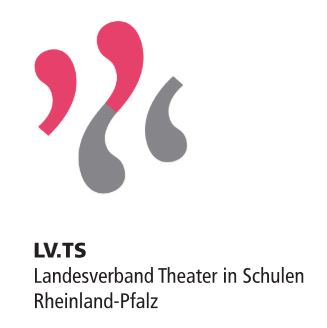 LV.TS
Landesverband Theater in Schulen
Rheinland-Pfalz